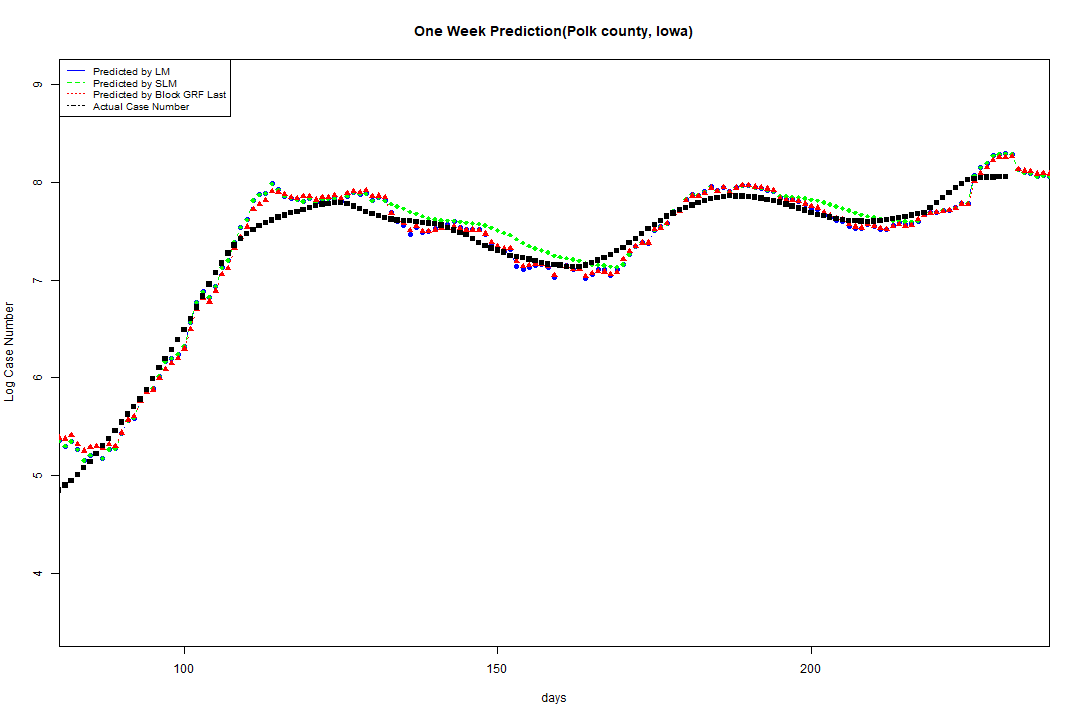 One Week Prediction(Polk county, Iowa)
Predicted by LM
Predicted by SLM
Predicted by Block GRF Last
Actual Case Number
9
8
7
6
5
4
Log Case Number
100
150
200
days